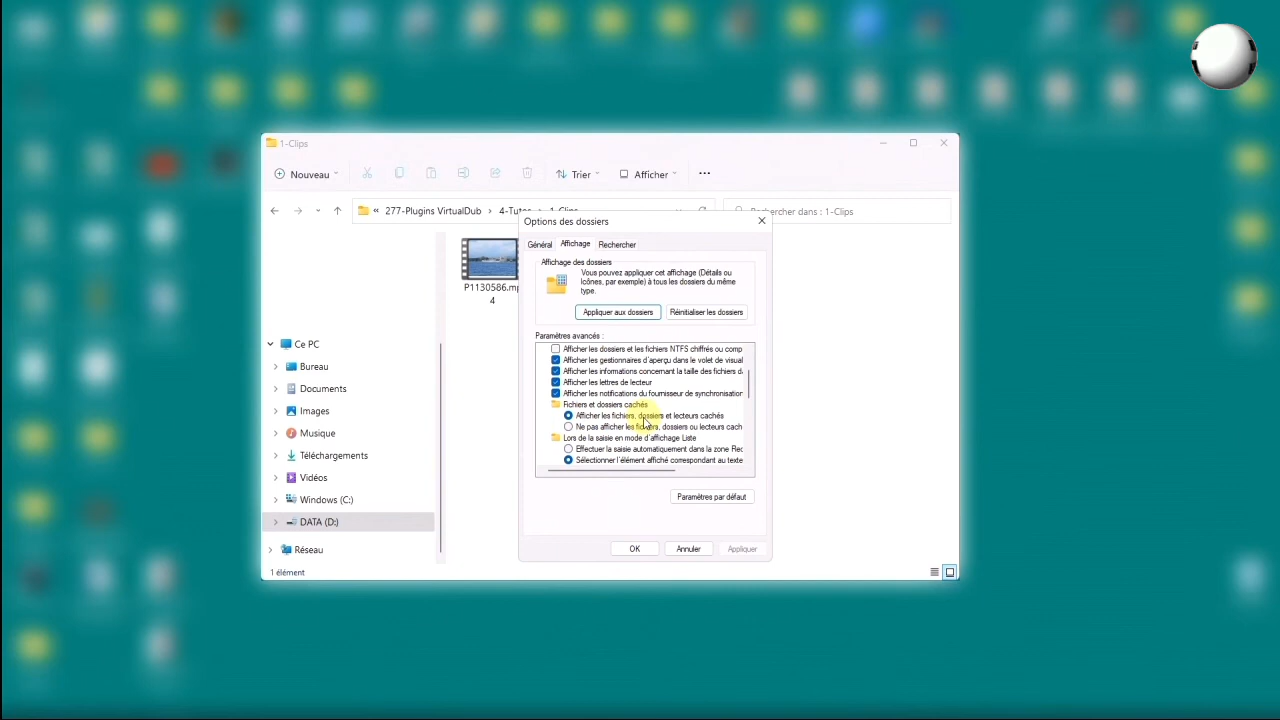 1-Clips
Nouveau
Trier
Afficher
277-Plugins VirtualDub
4-Tutos
1-Clips
Rechercher dans : 1-Clips
P1130586.mp
4
Ce PC
Bureau
Documents
Images
Musique
Téléchargements
Vidéos
Windows (C:)
DATA (D:)
Réseau
1 élément
Options des dossiers
Général
Affichage
Rechercher
Affichage des dossiers
Vous pouvez appliquer cet affichage (Détails ou
Icônes, par exemple) à tous les dossiers du même
type.
Appliquer aux dossiers
Réinitialiser les dossiers
Paramètres avancés :
Afficher les dossiers et les fichiers NTFS chiffrés ou comp
Afficher les gestionnaires d'aperçu dans le volet de visual
Afficher les informations concernant la taille des fichiers da
Afficher les lettres de lecteur
Afficher les notifications du fournisseur de synchronisation
Fichiers et dossiers cachés
Afficher les fichiers, dossiers et lecteurs cachés
Ne pas afficher les fichiers, dossiers ou lecteurs cach
Lors de la saisie en mode d'affichage Liste
Effectuer la saisie automatiquement dans la zone Rec
Sélectionner l'élément affiché correspondant au texte
Paramètres par défaut
OK
Annuler
Appliquer